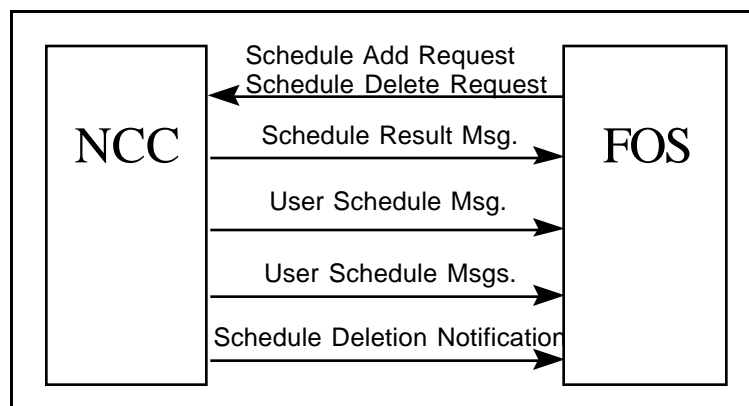 Schedule Add Request
Schedule Delete Request
NCC
Schedule Result Msg.
FOS
User Schedule Msg.
User Schedule Msgs.
Schedule Deletion Notification